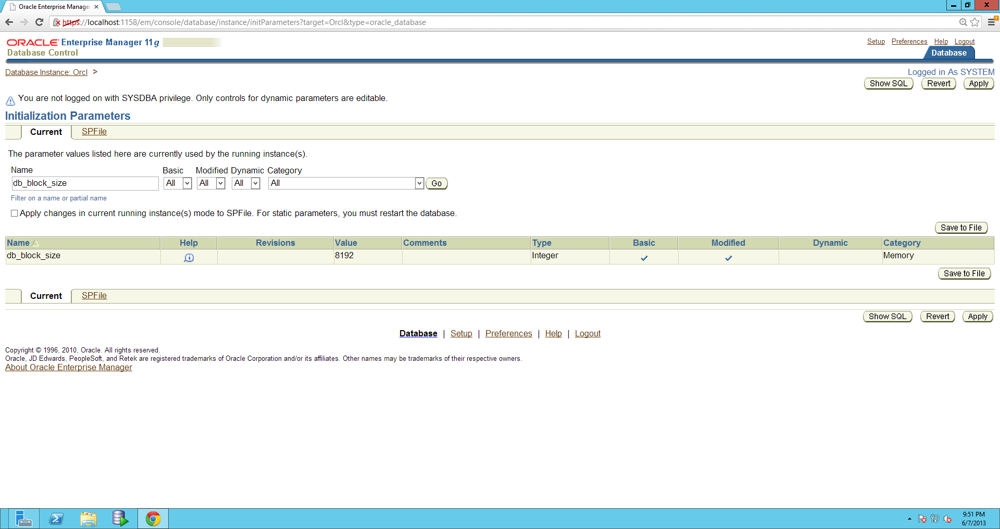 Oracle Enterprise Manage
https://localhost:1158/em/console/database/instance/initParameters?target=Orcl&type=oracle_database
ORACLE Enterprise Manager 11g
Database Control
Setup Preferences Help Logout
Database
Database Instance: Orcl >
Logged in As SYSTEM
Show SQL Revert Apply
You are not logged on with SYSDBA privilege. Only controls for dynamic parameters are editable.
Initialization Parameters
Current SPFile
The parameter values listed here are currently used by the running instance(s).
Name Basic Modified Dynamic Category
db_block_size All All All All Go
Filter on a name or partial name
Apply changes in current running instance(s) mode to SPFile. For static parameters, you must restart the database.
Save to File
Name Help Revisions Value Comments Type Basic Modified Dynamic Category
db_block_size 8192 Integer Memory
Save to File
Current SPFile
Show SQL Revert Apply
Database | Setup | Preferences | Help | Logout
Copyright © 1996, 2010, Oracle. All rights reserved.
Oracle, JD Edwards, PeopleSoft, and Retek are registered trademarks of Oracle Corporation and/or its affiliates. Other names may be trademarks of their respective owners.
About Oracle Enterprise Manager
9:51 PM
6/7/2013